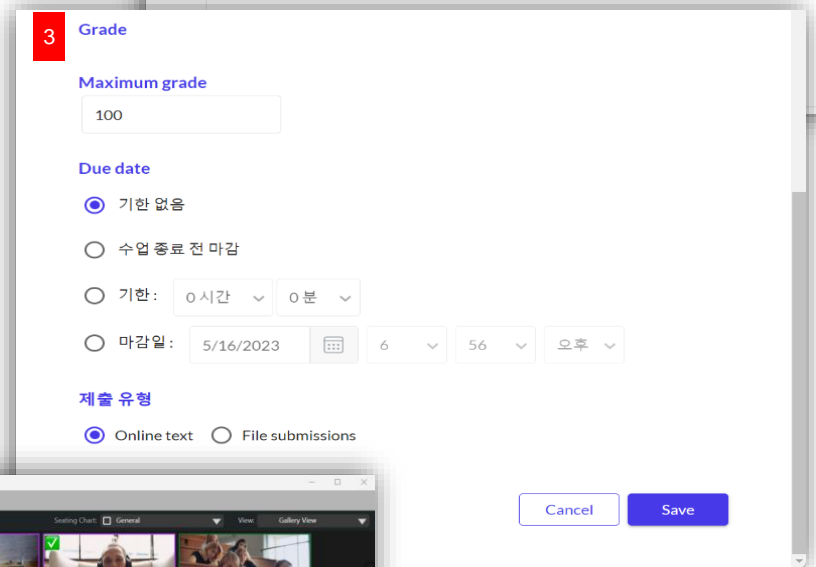 3 Grade
Maximum grade
100
Due date
기한 없음
수업 종료 전 마감
기한 : 0 시간 0 분
마감일 : 5/16/2023 6 56 오후
제출 유형
Online text File submissions
Cancel Save
Seating Chart: General View: Gallery View